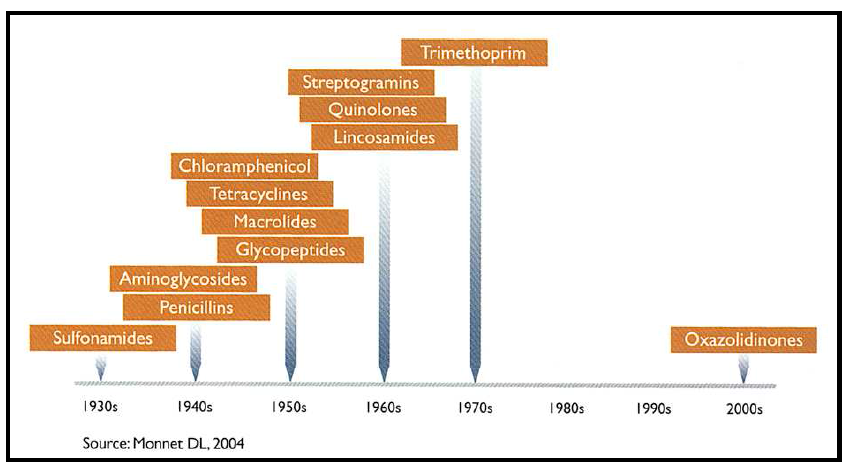 Trimethoprim
Streptogramins
Quinolones
Lincosamides
Chloramphenicol
Tetracyclines
Macrolides
Glycopeptides
Aminoglycosides
Penicillins
Sulfonamides
Oxazolidinones
1930s 1940s 1950s 1960s 1970s 1980s 1990s 2000s
Source: Monnet DL, 2004